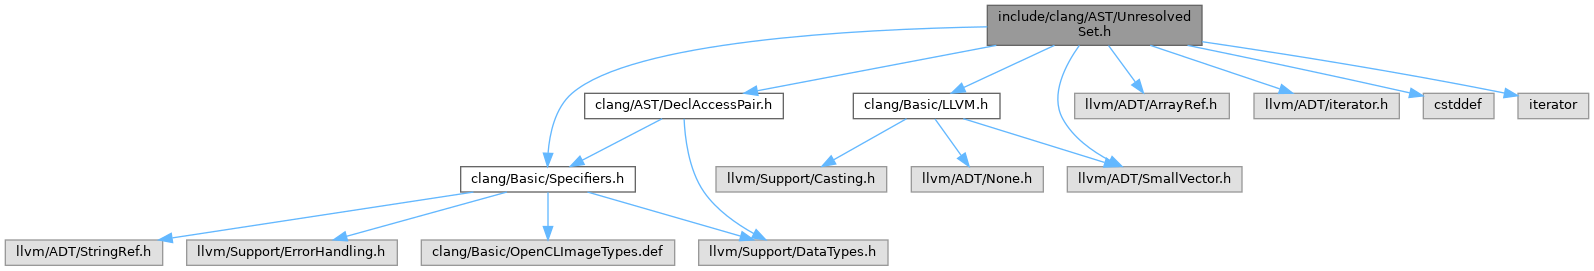 include/clang/AST/Unresolved
Set.h
clang/AST/DeclAccessPair.h
clang/Basic/LLVM.h
llvm/ADT/ArrayRef.h
llvm/ADT/iterator.h
cstddef
iterator
clang/Basic/Specifiers.h
llvm/Support/Casting.h
llvm/ADT/None.h
llvm/ADT/SmallVector.h
llvm/ADT/StringRef.h
llvm/Support/ErrorHandling.h
clang/Basic/OpenCLImageTypes.def
llvm/Support/DataTypes.h